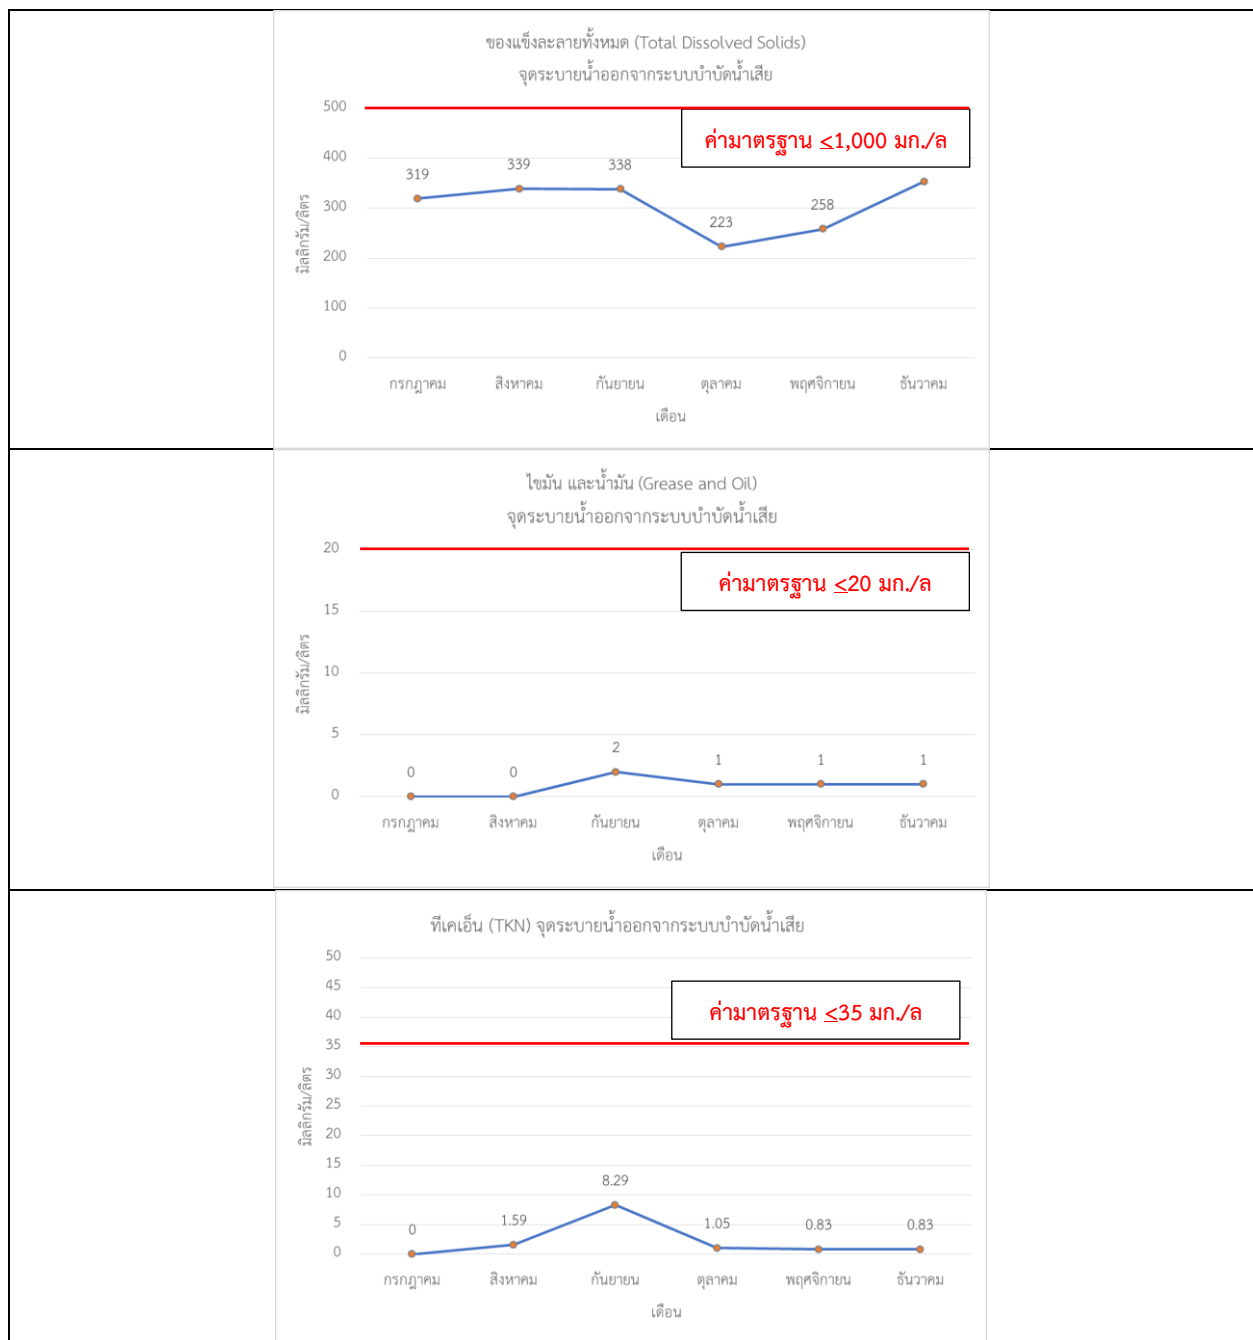 ของแข็งละลายทั้งหมด (Total Dissolved Solids)
จุดระบายน้ำออกจากระบบบำบัดน้ำเสีย
500
ค่ามาตรฐาน ≤1,000 มก./ล
400
319
339
338
223
258
300
มิลลิกรัม/ลิตร
200
100
0
กรกฎาคม สิงหาคม กันยายน ตุลาคม พฤศจิกายน ธันวาคม
เดือน
ไขมัน และน้ำมัน (Grease and Oil)
จุดระบายน้ำออกจากระบบบำบัดน้ำเสีย
20
ค่ามาตรฐาน ≤20 มก./ล
15
มิลลิกรัม/ลิตร
10
5
0 0 2 1 1 1
0
กรกฎาคม สิงหาคม กันยายน ตุลาคม พฤศจิกายน ธันวาคม
เดือน
ทีเคเอ็น (TKN) จุดระบายน้ำออกจากระบบบำบัดน้ำเสีย
50
45
ค่ามาตรฐาน ≤35 มก./ล
40
35
30
มิลลิกรัม/ลิตร
25
20
15
10
5
0 1.59 8.29 1.05 0.83 0.83
0
กรกฎาคม สิงหาคม กันยายน ตุลาคม พฤศจิกายน ธันวาคม
เดือน